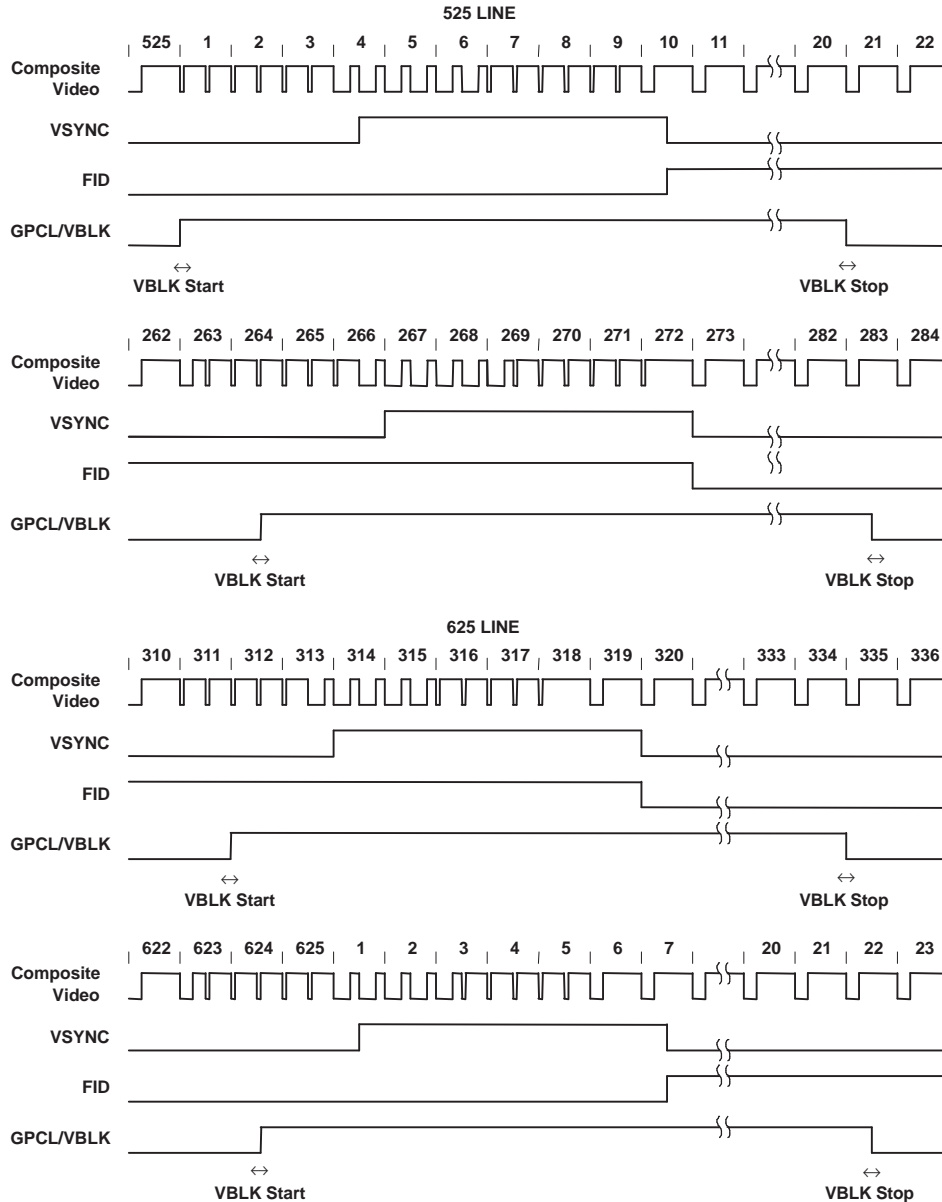 525 LINE
525 1 2 3 4 5 6 7 8 9 10 11 20 21 22
Composite
Video
VSYNC
FID
GPCL/VBLK
↔ ↔
VBLK Start VBLK Stop
262 263 264 265 266 267 268 269 270 271 272 273 282 283 284
Composite
Video
VSYNC
FID
GPCL/VBLK
↔ ↔
VBLK Start VBLK Stop
625 LINE
310 311 312 313 314 315 316 317 318 319 320 333 334 335 336
Composite
Video
VSYNC
FID
GPCL/VBLK
↔ ↔
VBLK Start VBLK Stop
622 623 624 625 1 2 3 4 5 6 7 20 21 22 23
Composite
Video
VSYNC
FID
GPCL/VBLK
↔ ↔
VBLK Start VBLK Stop